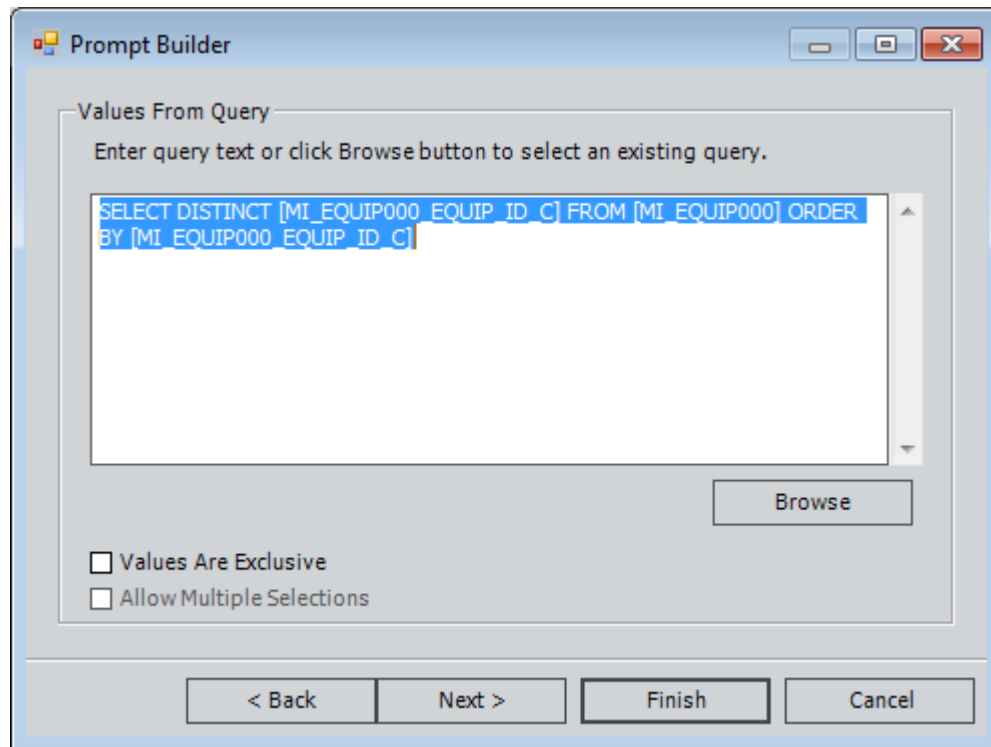 Prompt Builder
Values From Query
Enter query text or click Browse button to select an existing query.
SELECT DISTINCT [MI_EQUIP000_EQUIP_ID_C] FROM [MI_EQUIP000] ORDER
BY [MI_EQUIP000_EQUIP_ID_C]
Browse
Values Are Exclusive
Allow Multiple Selections
< Back
Next >
Finish
Cancel